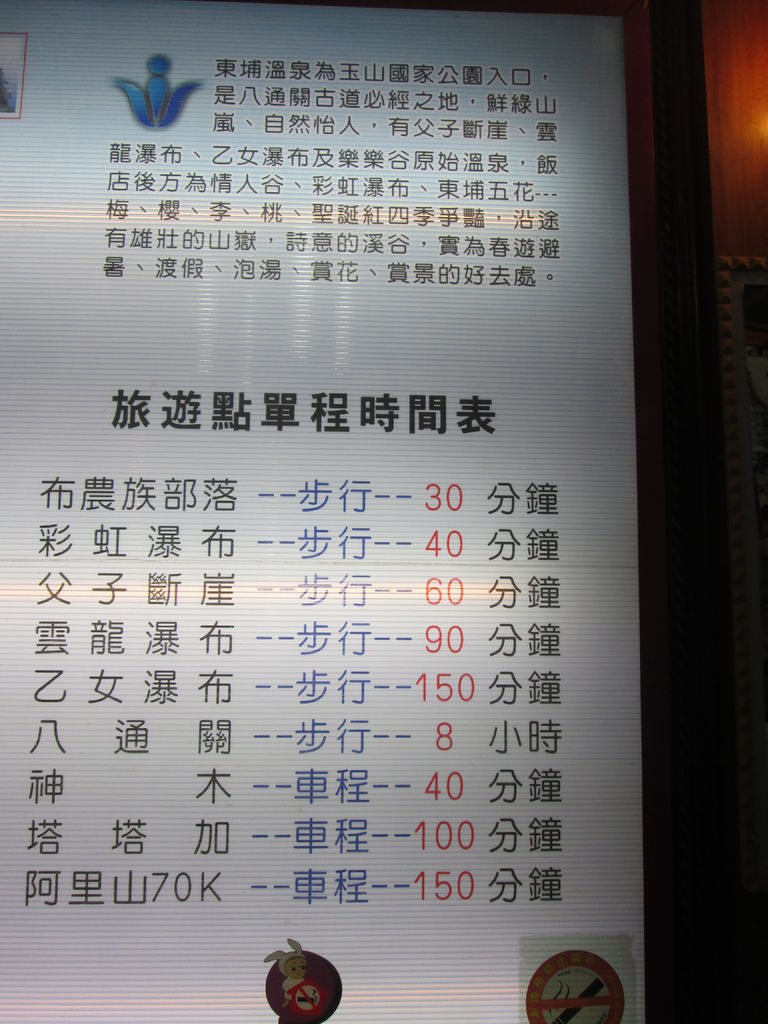 東埔溫泉為玉山國家公園入口，
是八通關古道必經之地，鮮綠山
嵐、自然怡人，有父子斷崖、雲
龍瀑布、乙女瀑布及樂樂谷原始溫泉，飯
店後方為情人谷、彩虹瀑布、東埔五花---
梅、櫻、李、桃、聖誕紅四季爭豔，沿途
有雄壯的山嶽，詩意的溪谷，實為春遊避
暑、渡假、泡湯、賞花、賞景的好去處。
旅遊點單程時間表
布農族部落 --步行-- 30 分鐘
彩虹瀑布 --步行-- 40 分鐘
父子斷崖 --步行-- 60 分鐘
雲龍瀑布 --步行-- 90 分鐘
乙女瀑布 --步行--150 分鐘
八通關 --步行-- 8 小時
神木 --車程-- 40 分鐘
塔塔加 --車程--100 分鐘
阿里山70K --車程--150 分鐘